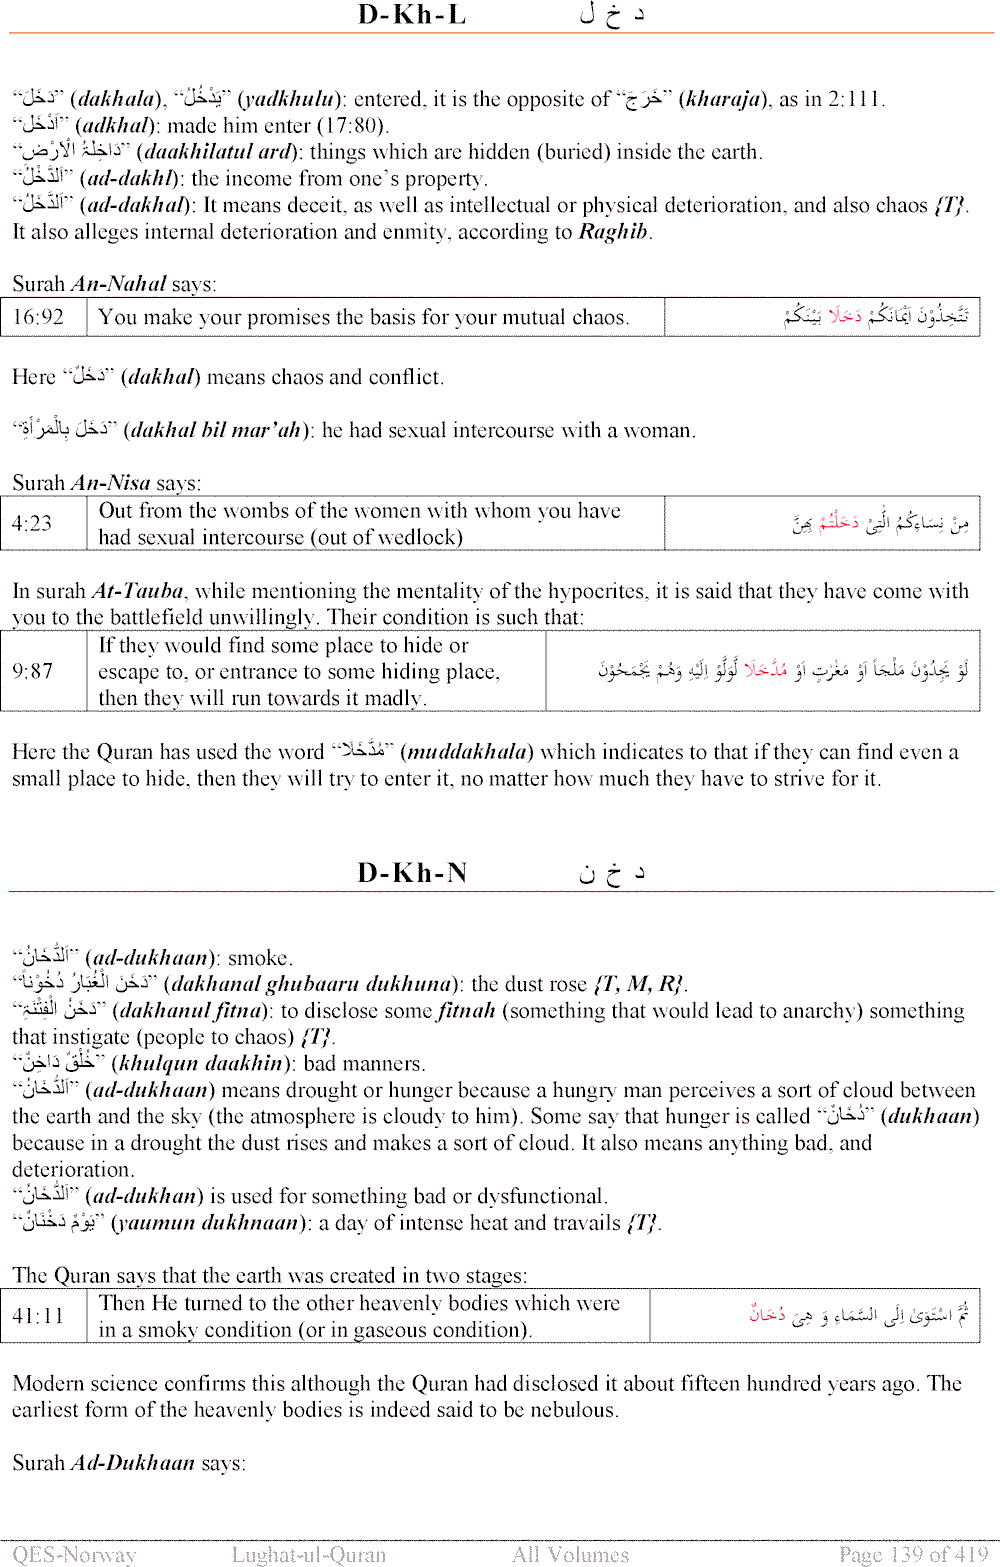 D-Kh-L د خ ل
“دَخَلَ” (dakhala), “يَدْخُلُ” (yadkhulu): entered, it is the opposite of “خَرَجَ” (kharaja), as in 2:111.
“اَدْخَلَ” (adkhal): made him enter (17:80).
“دَاخِلَةُ الْاَرْضِ” (daakhilatul ard): things which are hidden (buried) inside the earth.
“اَلدَّخْلُ” (ad-dakhl): the income from one’s property.
“اَلدَّخَلُ” (ad-dakhal): It means deceit, as well as intellectual or physical deterioration, and also chaos {T}.
It also alleges internal deterioration and enmity, according to Raghib.
Surah An-Nahal says:
16:92 You make your promises the basis for your mutual chaos. تَتَّخِذُوْنَ اَيْمَانَكُمْ دَخَلًا بَيْنَكُمْ
Here “دَخَلٌ” (dakhal) means chaos and conflict.
“دَخَلَ بِالْمَرْأَةِ” (dakhal bil mar’ah): he had sexual intercourse with a woman.
Surah An-Nisa says:
4:23 Out from the wombs of the women with whom you have
had sexual intercourse (out of wedlock) مِنْ نِسَاءِكُمُ الّٰتِىْ دَخَلْتُمْ بِهِنَّ
In surah At-Tauba, while mentioning the mentality of the hypocrites, it is said that they have come with
you to the battlefield unwillingly. Their condition is such that:
If they would find some place to hide or
9:87 escape to, or entrance to some hiding place, لَوْ يَجِدُوْنَ مَلْجَاً اَوْ مَغٰرٰتٍ اَوْ مُدَّخَلًا لَّوَلَّوْ اِلَيْهِ وَهُمْ يَجْمَحُوْنَ
then they will run towards it madly.
Here the Quran has used the word “مُدَّخَلًا” (muddakhala) which indicates to that if they can find even a
small place to hide, then they will try to enter it, no matter how much they have to strive for it.
D-Kh-N د خ ن
“اَلدُّخَانُ” (ad-dukhaan): smoke.
“دَخَنَ الْغُبَارُ دُخُوْناً” (dakhanal ghubaaru dukhuna): the dust rose {T, M, R}.
“دَخَنُ الْفِتْنَةِ” (dakhanul fitna): to disclose some fitnah (something that would lead to anarchy) something
that instigate (people to chaos) {T}.
“خُلْقٌ دَاخِنٌ” (khulqun daakhin): bad manners.
“اَلدُّخَانُ” (ad-dukhaan) means drought or hunger because a hungry man perceives a sort of cloud between
the earth and the sky (the atmosphere is cloudy to him). Some say that hunger is called “دُخَانٌ” (dukhaan)
because in a drought the dust rises and makes a sort of cloud. It also means anything bad, and
deterioration.
“اَلدُّخَانُ” (ad-dukhan) is used for something bad or dysfunctional.
“يَوْمٌ دَخْنَانٌ” (yaumun dukhnaan): a day of intense heat and travails {T}.
The Quran says that the earth was created in two stages:
41:11 Then He turned to the other heavenly bodies which were
in a smoky condition (or in gaseous condition). ثُمَّ اسْتَوَىٰ اِلَى السَّمَاءِ وَ هِىَ دُخَانٌ
Modern science confirms this although the Quran had disclosed it about fifteen hundred years ago. The
earliest form of the heavenly bodies is indeed said to be nebulous.
Surah Ad-Dukhaan says:
QES-Norway Lughat-ul-Quran All Volumes Page 139 of 419